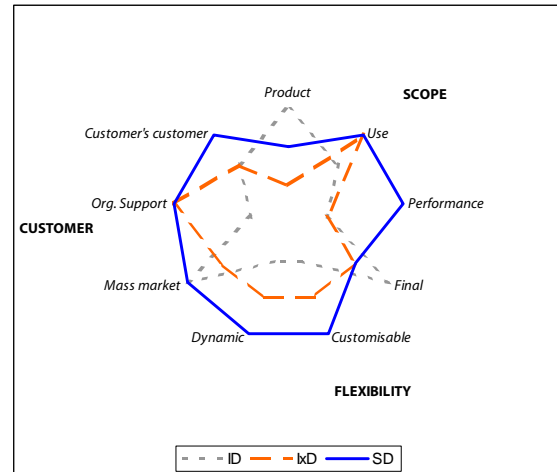 Product
SCOPE
Customer's customer
Use
Org. Support
Performance
CUSTOMER
Mass market
Final
Dynamic
Customisable
FLEXIBILITY
ID
IxD
SD